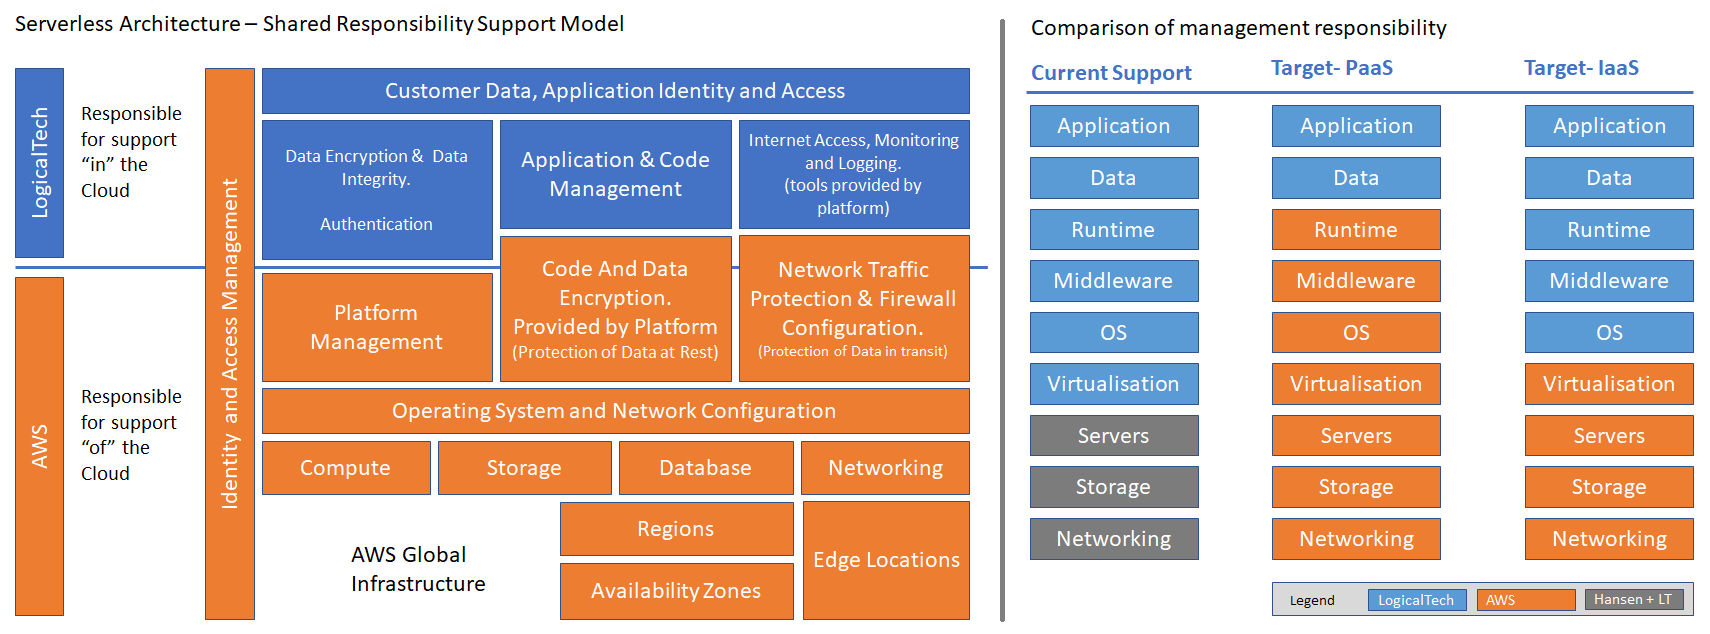 Serverless Architecture – Shared Responsibility Support Model
LogicalTech
Responsible
for support
“in” the
Cloud
AWS
Responsible
for support
“of” the
Cloud
Identity and Access Management
Customer Data, Application Identity and Access
Data Encryption & Data
Integrity.
Authentication
Application & Code
Management
Internet Access, Monitoring
and Logging.
(tools provided by
platform)
Platform
Management
Code And Data
Encryption.
Provided by Platform
(Protection of Data at Rest)
Network Traffic
Protection & Firewall
Configuration.
(Protection of Data in transit)
Operating System and Network Configuration
Compute
Storage
Database
Networking
AWS Global
Infrastructure
Regions
Availability Zones
Edge Locations
Comparison of management responsibility
Current Support
Target- PaaS
Target- IaaS
Application
Application
Application
Data
Data
Data
Runtime
Runtime
Runtime
Middleware
Middleware
Middleware
OS
OS
OS
Virtualisation
Virtualisation
Virtualisation
Servers
Servers
Servers
Storage
Storage
Storage
Networking
Networking
Networking
Legend
LogicalTech
AWS
Hansen + LT